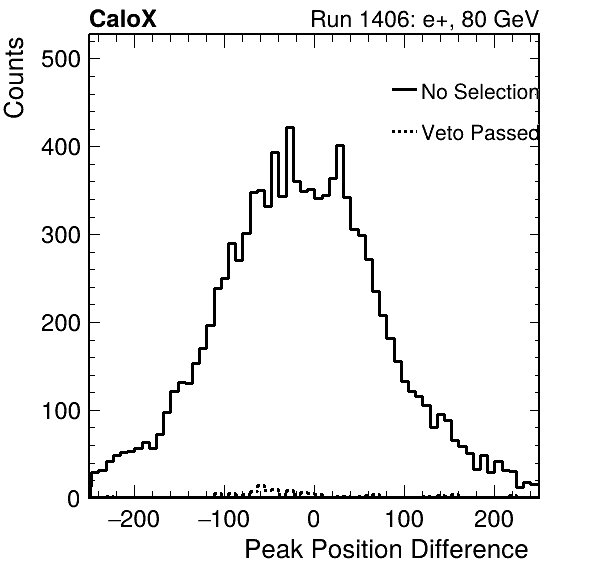 CaloX Run 1406: e+, 80 GeV
Counts
500
No Selection
Veto Passed
400
300
200
100
0
−200 −100 0 100 200
Peak Position Difference